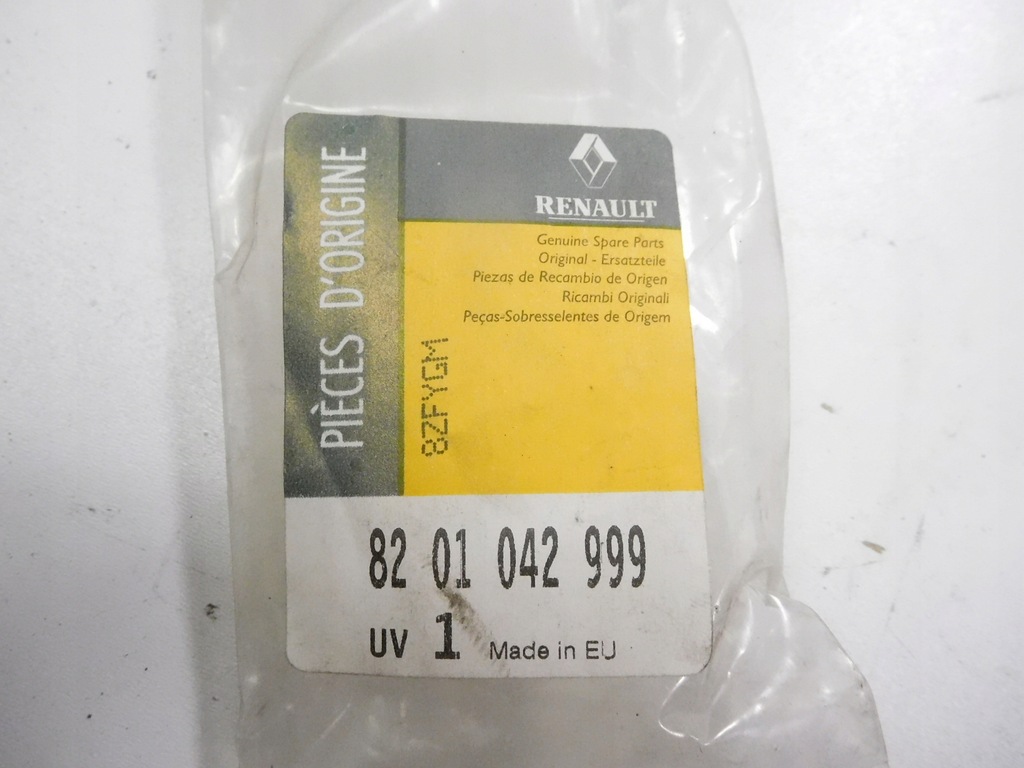 PIÈCES D'ORIGINE
RENAULT
Genuine Spare Parts
Original - Ersatzteile
Piezas de Recambio de Origen
Ricambi Originali
Peças-Sobresselentes de Origem
8ZFYGM
82 01 042 999
UV 1 Made in EU